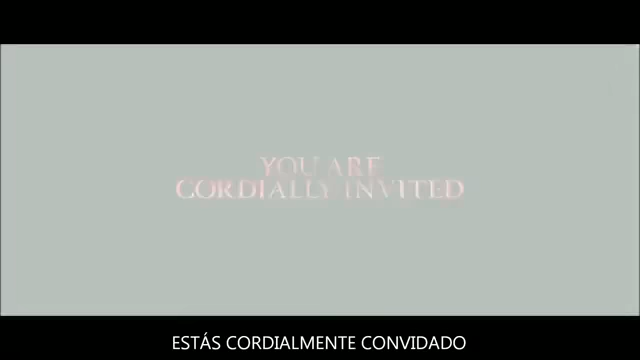 YOU ARE
CORDIALLY INVITED
ESTÁS CORDIALMENTE CONVIDADO